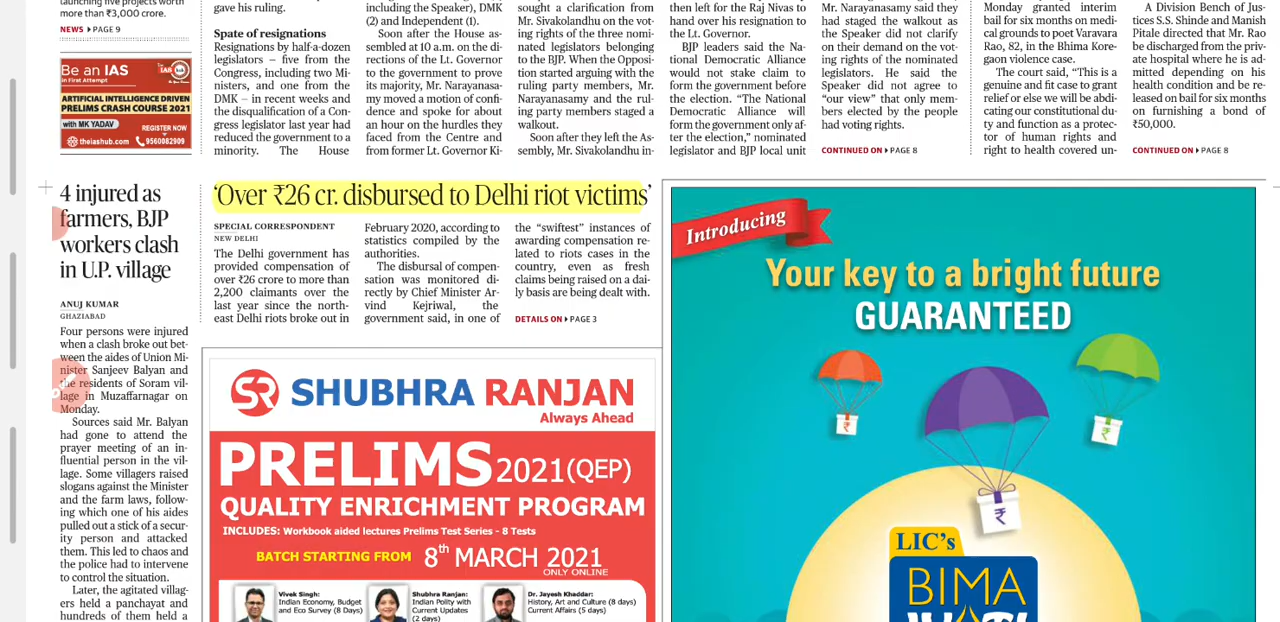 launching five projects worth
more than ₹3,000 crore.
NEWS ▸ PAGE 9
Be an IAS
in First Attempt
IAS
ARTIFICIAL INTELLIGENCE DRIVEN
PRELIMS CRASH COURSE 2021
with MK YADAV
REGISTER NOW
theiashub.com 9560082909
gave his ruling.
Spate of resignations
Resignations by half-a-dozen
legislators – five from the
Congress, including two Mi-
nisters, and one from the
DMK – in recent weeks and
the disqualification of a Con-
gress legislator last year had
reduced the government to a
minority. The House
including the Speaker), DMK
(2) and Independent (1).
Soon after the House as-
sembled at 10 a.m. on the di-
rections of the Lt. Governor
to the government to prove
its majority, Mr. Narayanasa-
my moved a motion of confi-
dence and spoke for about
an hour on the hurdles they
faced from the Centre and
from former Lt. Governor Ki-
sought a clarification from
Mr. Sivakolandhu on the vot-
ing rights of the three nomi-
nated legislators belonging
to the BJP. When the Opposi-
tion started arguing with the
ruling party members, Mr.
Narayanasamy and the rul-
ing party members staged a
walkout.
Soon after they left the As-
sembly, Mr. Sivakolandhu in-
then left for the Raj Nivas to
hand over his resignation to
the Lt. Governor.
BJP leaders said the Na-
tional Democratic Alliance
would not stake claim to
form the government before
the election. “The National
Democratic Alliance will
form the government only af-
ter the election,” nominated
legislator and BJP local unit
Mr. Narayanasamy said they
had staged the walkout as
the Speaker did not clarify
on their demand on the vot-
ing rights of the nominated
legislators. He said the
Speaker did not agree to
“our view” that only mem-
bers elected by the people
had voting rights.
CONTINUED ON ▸ PAGE 8
Monday granted interim
bail for six months on medi-
cal grounds to poet Varavara
Rao, 82, in the Bhima Kore-
gaon violence case.
The court said, “This is a
genuine and fit case to grant
relief or else we will be abdi-
cating our constitutional du-
ty and function as a protec-
tor of human rights and
right to health covered un-
A Division Bench of Jus-
tices S.S. Shinde and Manish
Pitale directed that Mr. Rao
be discharged from the priv-
ate hospital where he is ad-
mitted depending on his
health condition and be re-
leased on bail for six months
on furnishing a bond of
₹50,000.
CONTINUED ON ▸ PAGE 8
4 injured as
farmers, BJP
workers clash
in U.P. village
ANUJ KUMAR
GHAZIABAD
Four persons were injured
when a clash broke out bet-
ween the aides of Union Mi-
nister Sanjeev Balyan and
the residents of Soram vil-
lage in Muzaffarnagar on
Monday.
Sources said Mr. Balyan
had gone to attend the
prayer meeting of an in-
fluential person in the vil-
lage. Some villagers raised
slogans against the Minister
and the farm laws, follow-
ing which one of his aides
pulled out a stick of a secur-
ity person and attacked
them. This led to chaos and
the police had to intervene
to control the situation.
Later, the agitated villag-
ers held a panchayat and
hundreds of them held a
‘Over ₹26 cr. disbursed to Delhi riot victims’
SPECIAL CORRESPONDENT
NEW DELHI
The Delhi government has
provided compensation of
over ₹26 crore to more than
2,200 claimants over the
last year since the north-
east Delhi riots broke out in
February 2020, according to
statistics compiled by the
authorities.
The disbursal of compen-
sation was monitored di-
rectly by Chief Minister Ar-
vind Kejriwal, the
government said, in one of
the “swiftest” instances of
awarding compensation re-
lated to riots cases in the
country, even as fresh
claims being raised on a dai-
ly basis are being dealt with.
DETAILS ON ▸ PAGE 3
SR SHUBHRA RANJAN
Always Ahead
PRELIMS 2021 (QEP)
QUALITY ENRICHMENT PROGRAM
INCLUDES: Workbook aided lectures Prelims Test Series - 8 Tests
BATCH STARTING FROM 8th MARCH 2021
ONLY ONLINE
Vivek Singh:
Indian Economy, Budget
and Eco Survey (8 Days)
Shubhra Ranjan:
Indian Polity with
Current Updates
(2 days)
Dr. Jayesh Khaddar:
History, Art and Culture (8 days)
Current Affairs (5 days)
Introducing
Your key to a bright future
GUARANTEED
₹
₹
₹
LIC's
BIMA